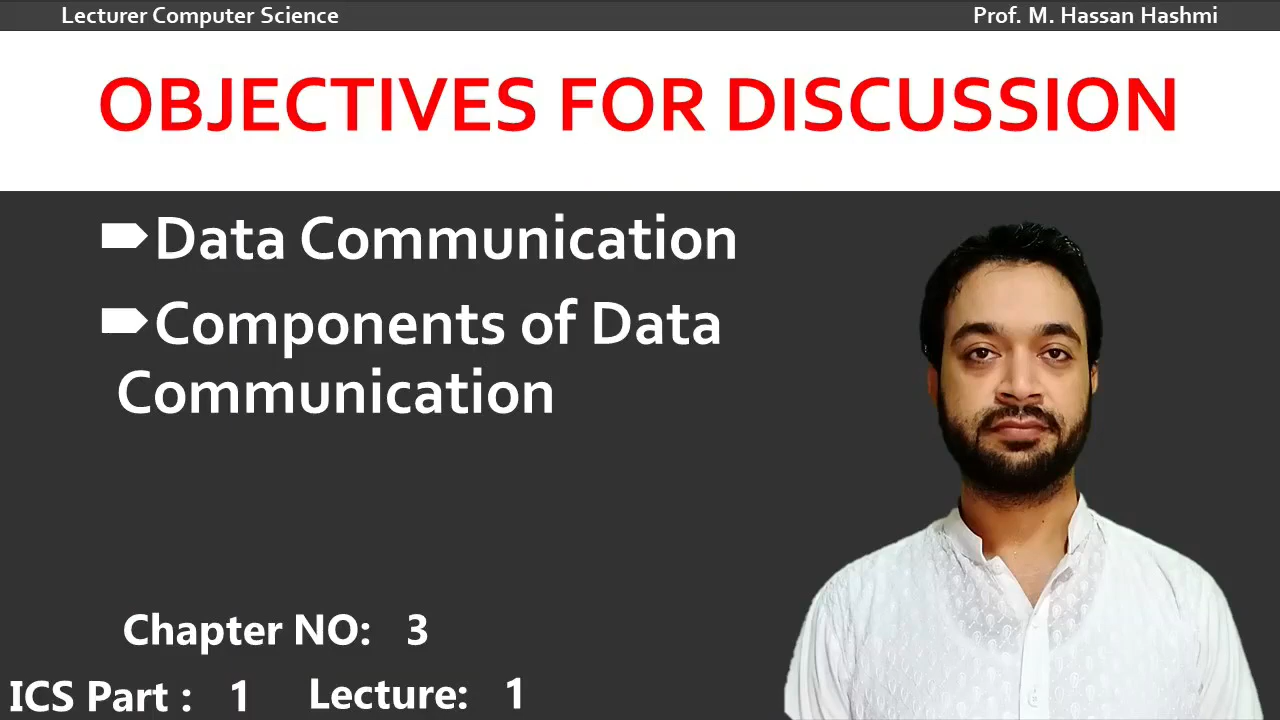 Lecturer Computer Science
Prof. M. Hassan Hashmi
OBJECTIVES FOR DISCUSSION
Data Communication
Components of Data
Communication
Chapter NO: 3
ICS Part : 1
Lecture: 1